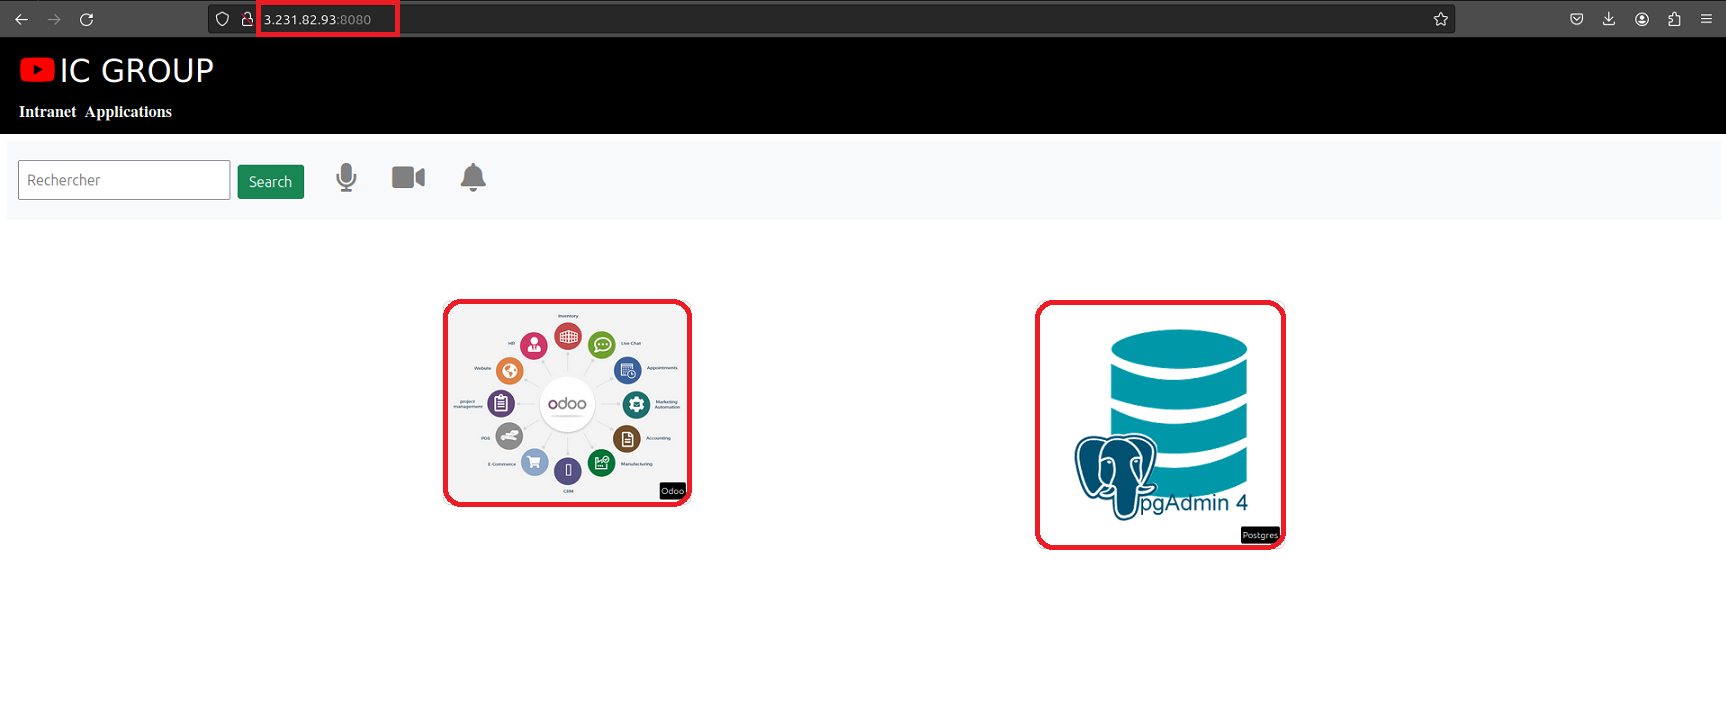 3.231.82.93:8080
IC GROUP
Intranet Applications
Rechercher
Search
Inventory
HR
Live Chat
Website
Appointments
odoo
project
management
Marketing
Automation
POS
Accounting
E-Commerce
Manufacturing
CRM
Odoo
pgAdmin 4
Postgres